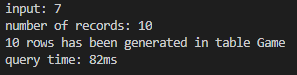 input: 7
number of records: 10
10 rows has been generated in table Game
query time: 82ms